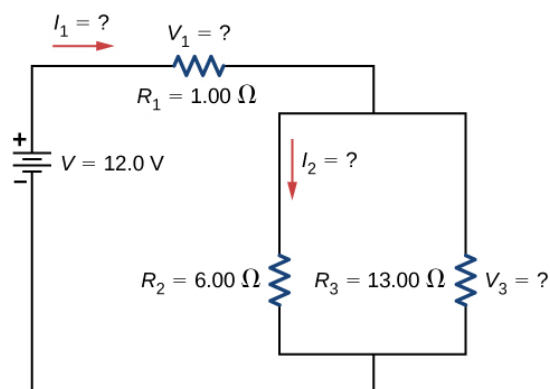 I₁ = ?
V₁ = ?
R₁ = 1.00 Ω
+
V = 12.0 V
−
I₂ = ?
R₂ = 6.00 Ω
R₃ = 13.00 Ω
V₃ = ?